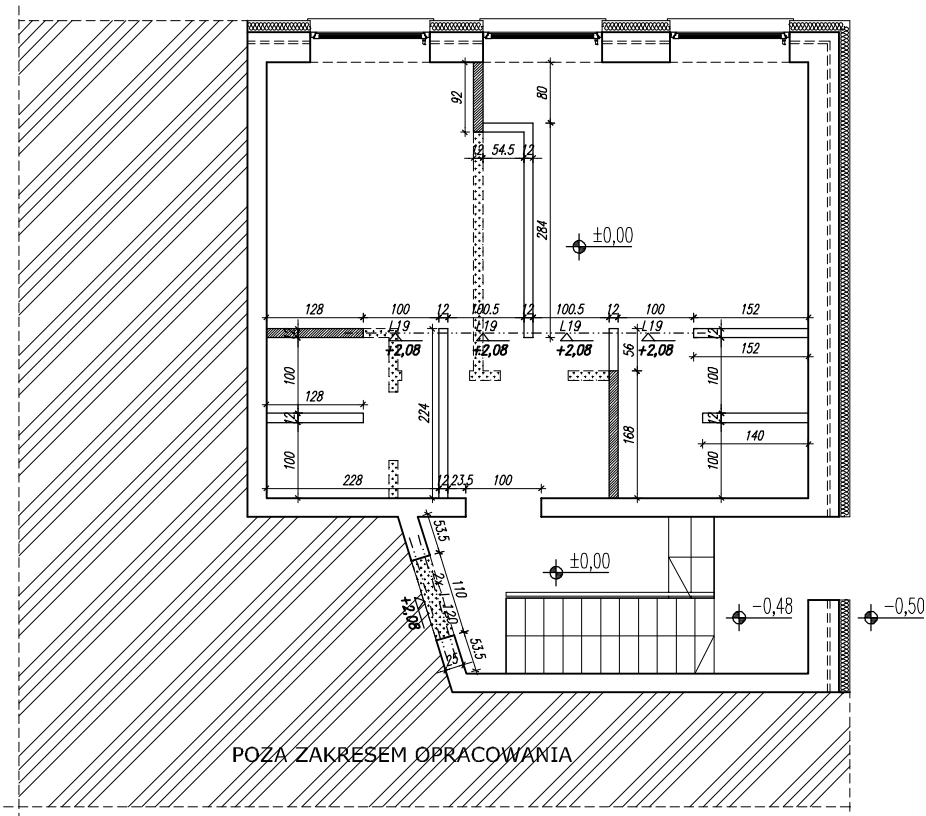 92
80
12 54.5 12
284
±0,00
128 100 12 100.5 12 100.5 12 100 152
L19 L19 L19 L19
12 +2,08 +2,08 +2,08 +2,08 12
56
152
100 100
128
224
12 12
168
140
100 100
228 12 23.5 100
53.5
±0,00
110
2x L 120
+2,08
-0,48 -0,50
53.5
25
POZA ZAKRESEM OPRACOWANIA